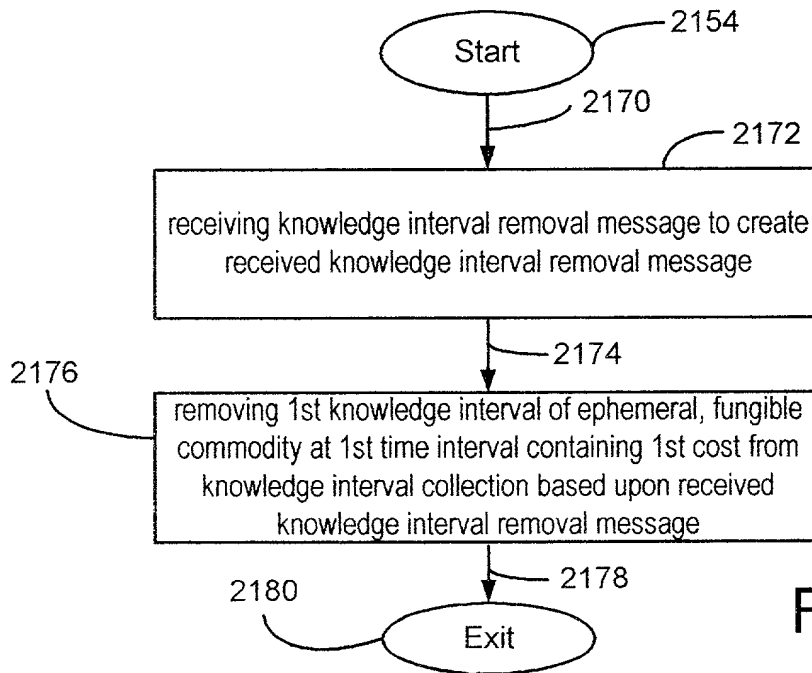 Start
2154
2170
2172
receiving knowledge interval removal message to create
received knowledge interval removal message
2174
2176
removing 1st knowledge interval of ephemeral, fungible
commodity at 1st time interval containing 1st cost from
knowledge interval collection based upon received
knowledge interval removal message
2178
2180
Exit
F